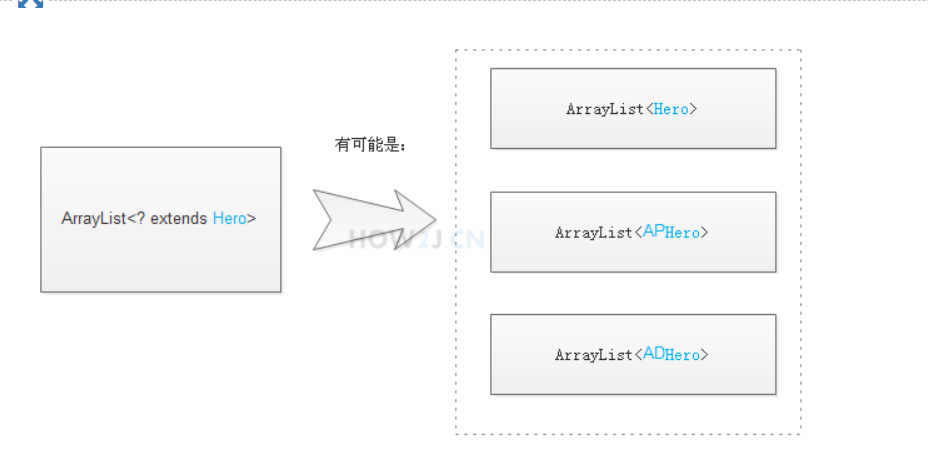 ArrayList<Hero>
有可能是:
ArrayList<? extends Hero>
ArrayList<APHero>
HOW2J.CN
ArrayList<ADHero>